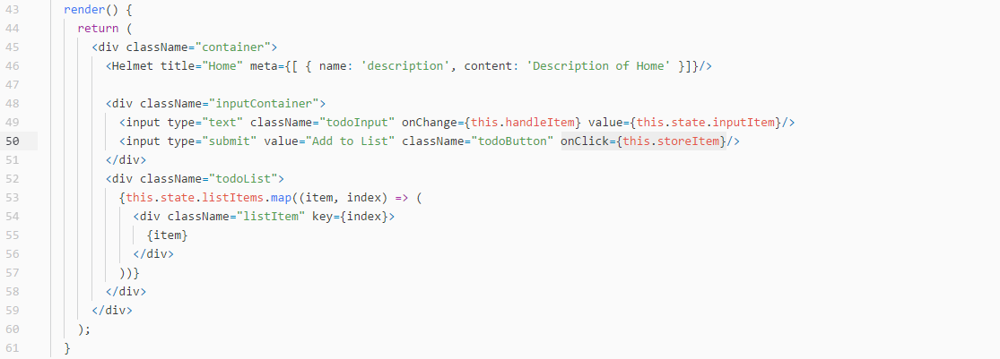 43 render() {
44 return (
45 <div className="container">
46 <Helmet title="Home" meta={[ { name: 'description', content: 'Description of Home' }]}/>
47
48 <div className="inputContainer">
49 <input type="text" className="todoInput" onChange={this.handleItem} value={this.state.inputItem}/>
50 <input type="submit" value="Add to List" className="todoButton" onClick={this.storeItem}/>
51 </div>
52 <div className="todoList">
53 {this.state.listItems.map((item, index) => (
54 <div className="listItem" key={index}>
55 {item}
56 </div>
57 ))}
58 </div>
59 </div>
60 );
61 }